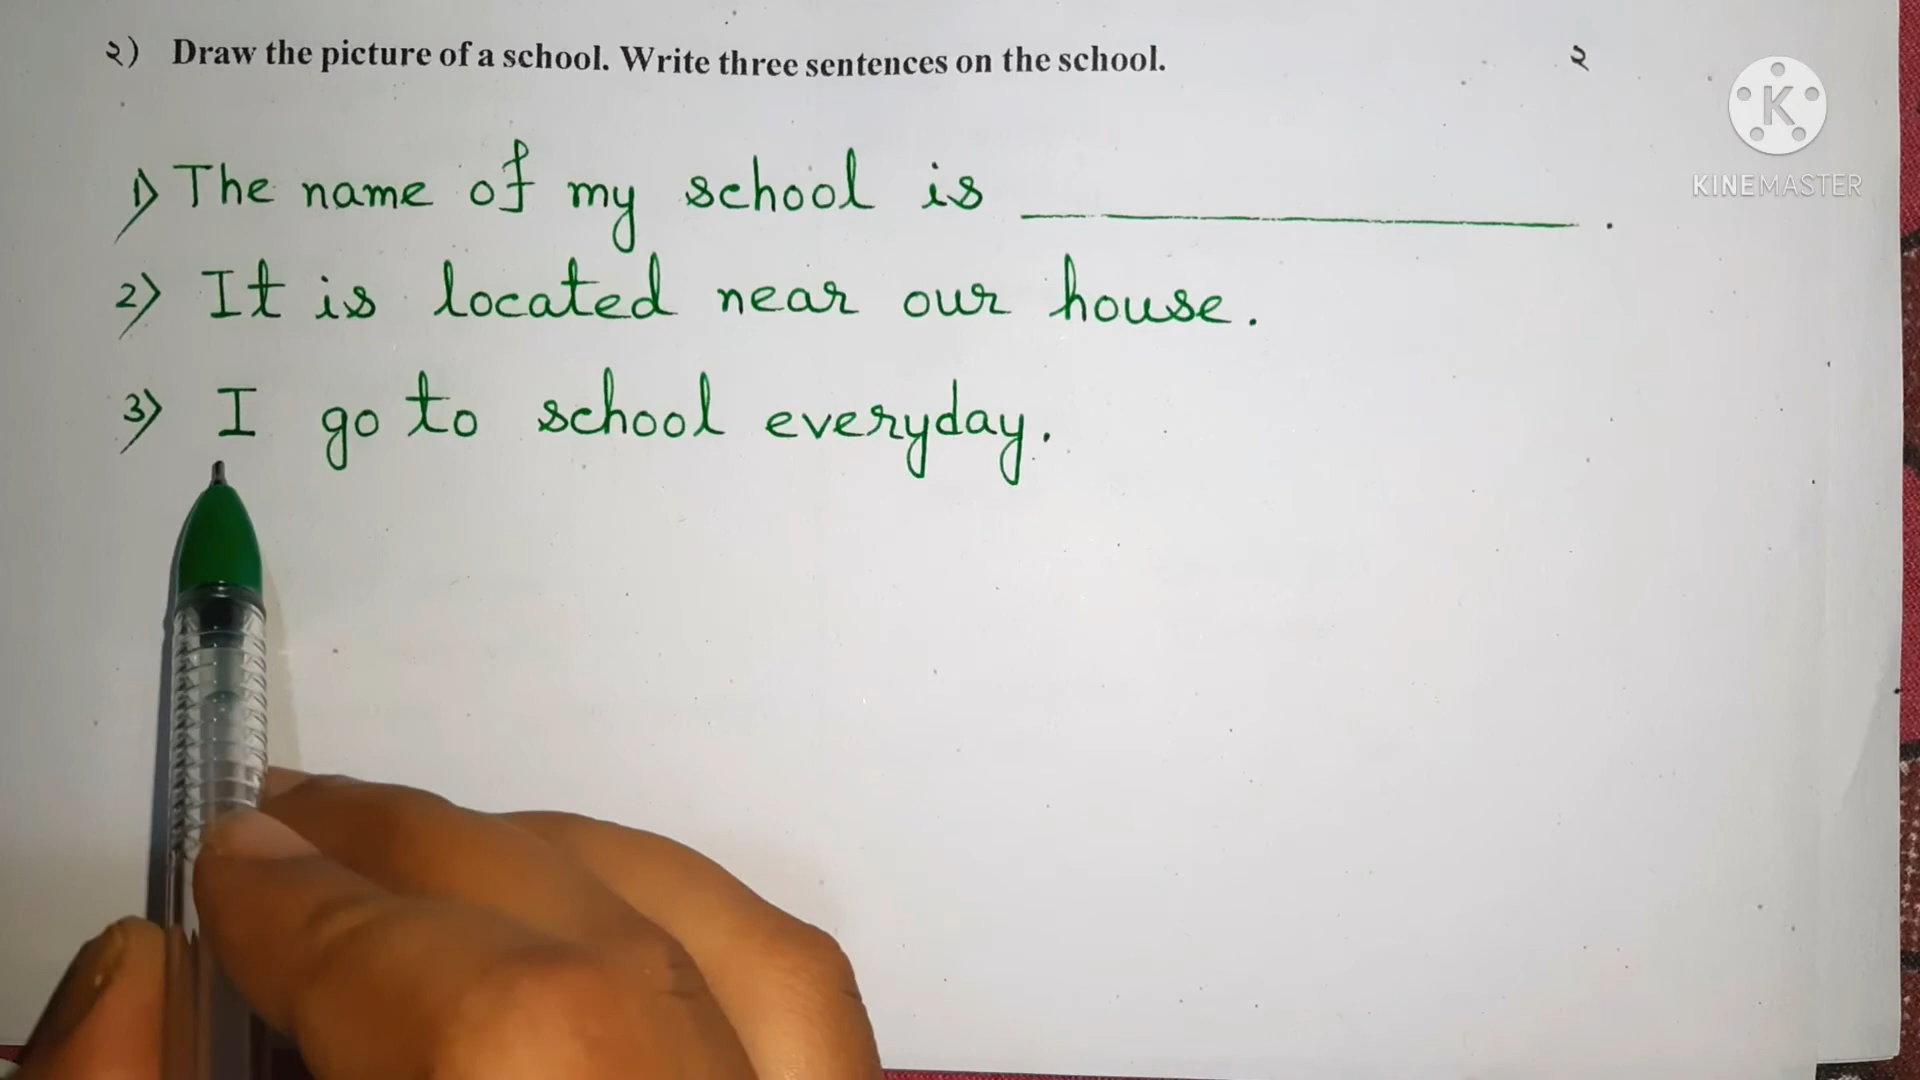 २) Draw the picture of a school. Write three sentences on the school. २
KINEMASTER
1) The name of my school is ___________ .
2) It is located near our house.
3) I go to school everyday.